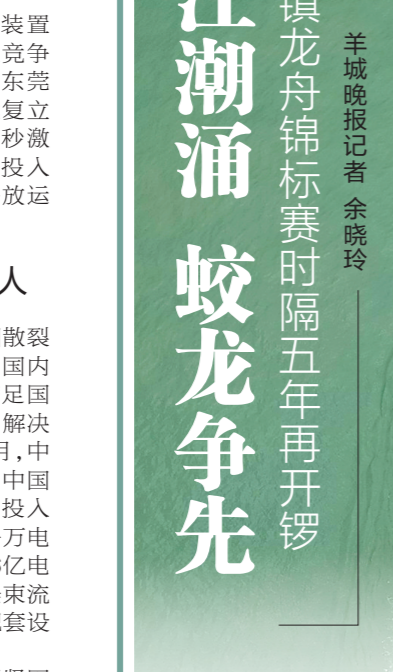 装置
竞争
东莞
复立
秒激
投入
放运
人
散裂
国内
足国
解决
月,中
中国
投入
万电
亿电
束流
套设
江潮涌 蛟龙争先
镇龙舟锦标赛时隔五年再开锣
羊城晚报记者 余晓玲